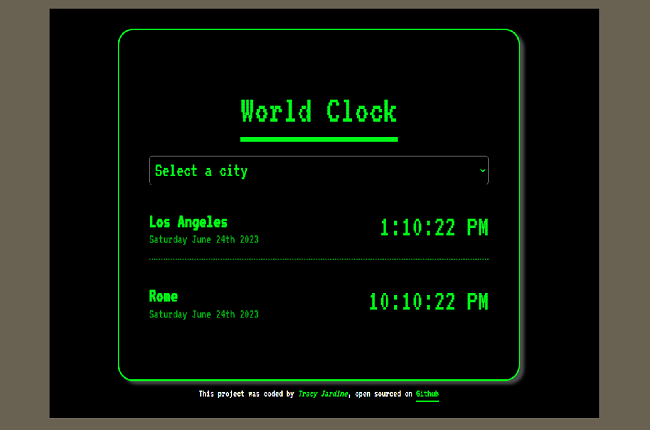 World Clock
Select a city
Los Angeles 1:10:22 PM
Saturday June 24th 2023
Rome 10:10:22 PM
Saturday June 24th 2023
This project was coded by Tracy Jardine, open sourced on Github